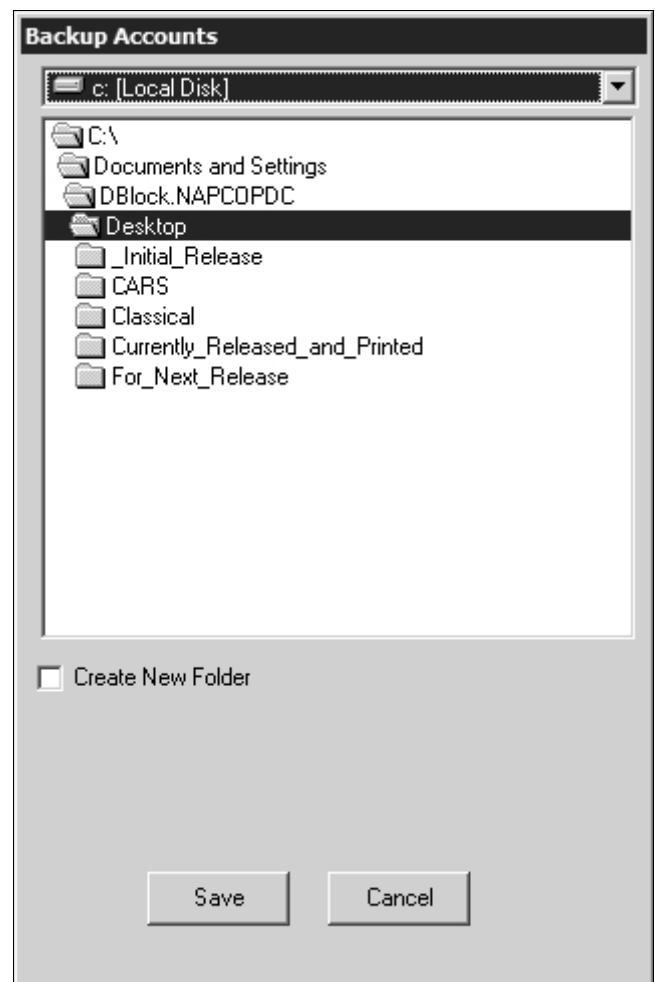 Backup Accounts
c: [Local Disk]
C:\
Documents and Settings
DBlock.NAPCOPDC
Desktop
_Initial_Release
CARS
Classical
Currently_Released_and_Printed
For_Next_Release
Create New Folder
Save Cancel